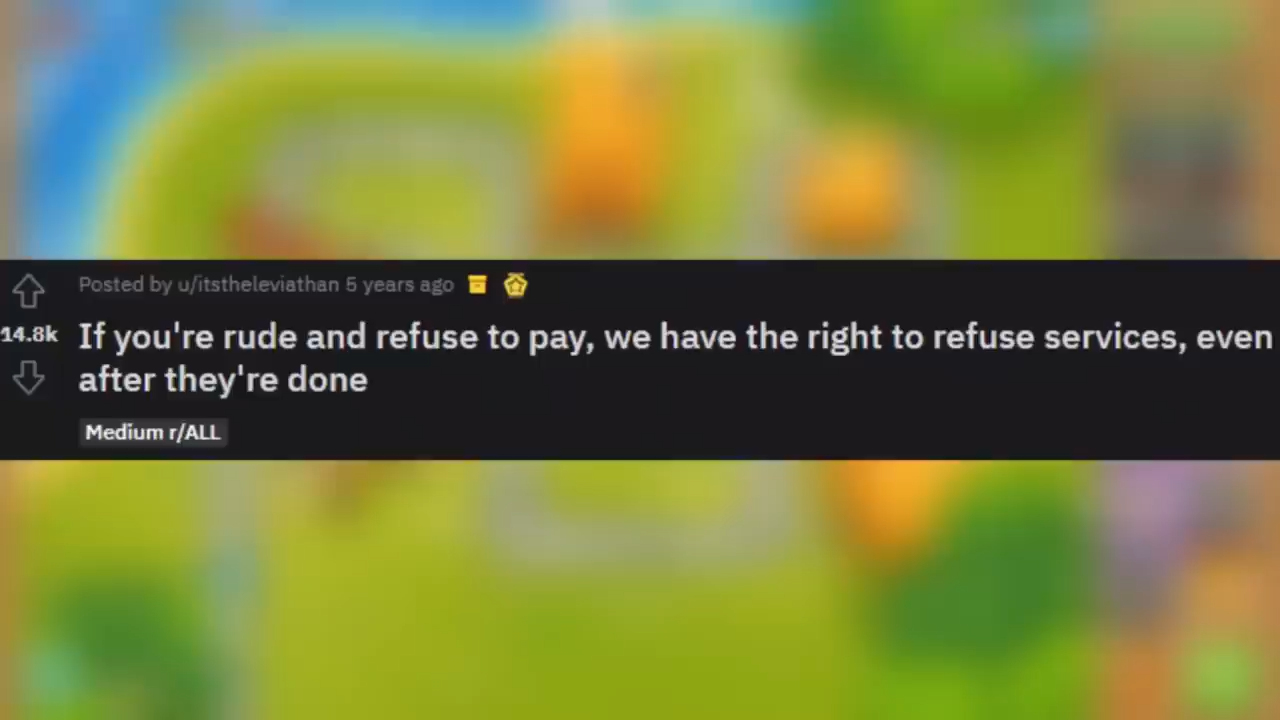 Posted by u/itstheleviathan 5 years ago
14.8k
If you're rude and refuse to pay, we have the right to refuse services, even
after they're done
Medium r/ALL